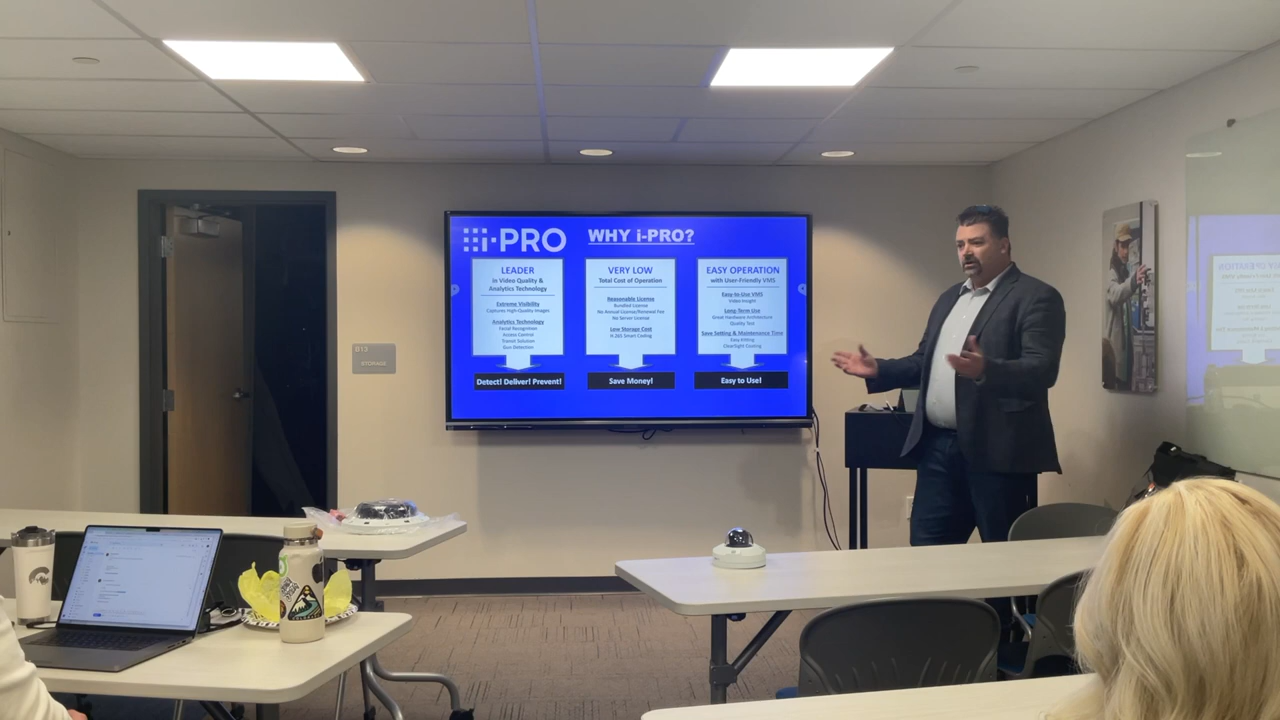 i-PRO
WHY i-PRO?
LEADER
in Video Quality &
Analytics Technology
Extreme Visibility
Captures High-Quality Images
Analytics Technology
Facial Recognition
Access Control
Transit Solution
Gun Detection
Detect! Deliver! Prevent!
VERY LOW
Total Cost of Operation
Reasonable License
Bundled License
No Annual License/Renewal Fee
No Server License
Low Storage Cost
H.265 Smart Coding
Save Money!
EASY OPERATION
with User-Friendly VMS
Easy-to-Use VMS
Video Insight
Long-Term Use
Great Hardware Architecture
Quality Test
Save Setting & Maintenance Time
Easy Kitting
ClearSight Coating
Easy to Use!
B13
STORAGE